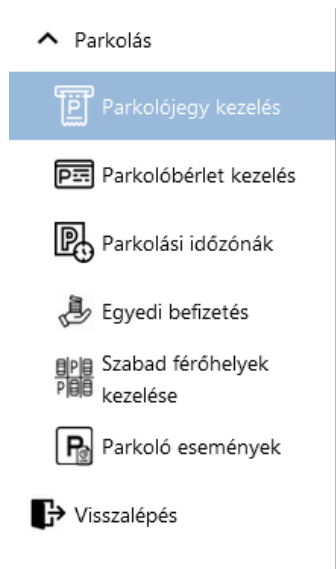 Parkolás
Parkolójegy kezelés
Parkolóbérlet kezelés
Parkolási időzónák
Egyedi befizetés
Szabad férőhelyek
kezelése
Parkoló események
Visszalépés